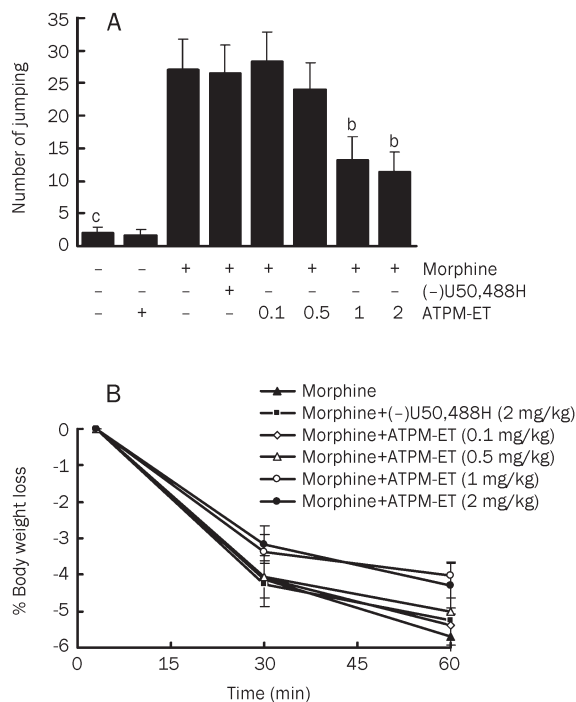 A
35
30
25
20
15
10
5
0
Number of jumping
c
b
b
– – + + + + + + Morphine
– – – + – – – – (–)U50,488H
– + – – 0.1 0.5 1 2 ATPM-ET
B
Morphine
Morphine+(–)U50,488H (2 mg/kg)
Morphine+ATPM-ET (0.1 mg/kg)
Morphine+ATPM-ET (0.5 mg/kg)
Morphine+ATPM-ET (1 mg/kg)
Morphine+ATPM-ET (2 mg/kg)
0
-1
-2
-3
-4
-5
-6
% Body weight loss
0 15 30 45 60
Time (min)